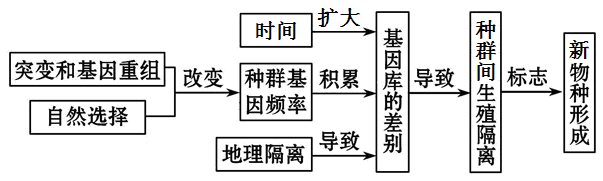 时间
扩大
突变和基因重组
自然选择
改变
种群基
因频率
积累
地理隔离
导致
基因库的差别
导致
种群间生殖隔离
标志
新物种形成